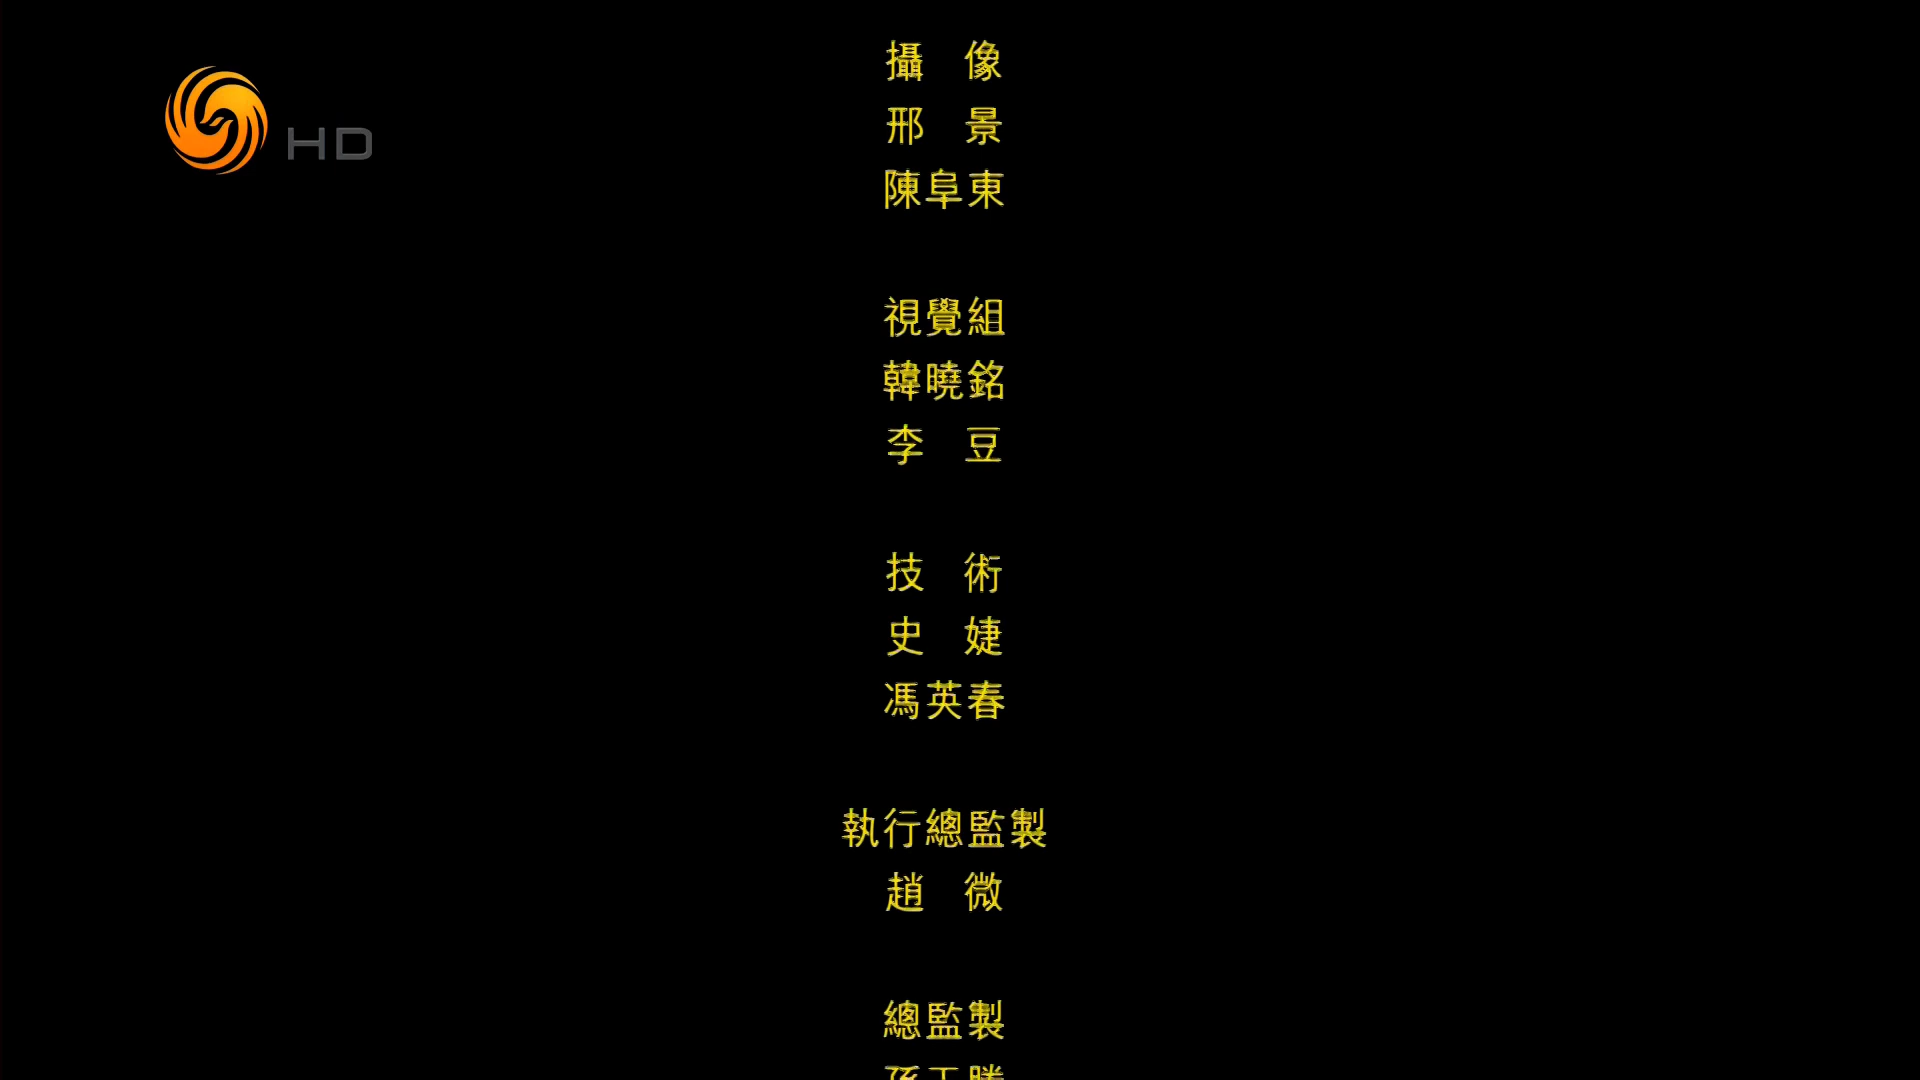 HD
攝 像
邢 景
陳阜東
視覺組
韓曉銘
李 豆
技 術
史 婕
馮英春
執行總監製
趙 微
總監製